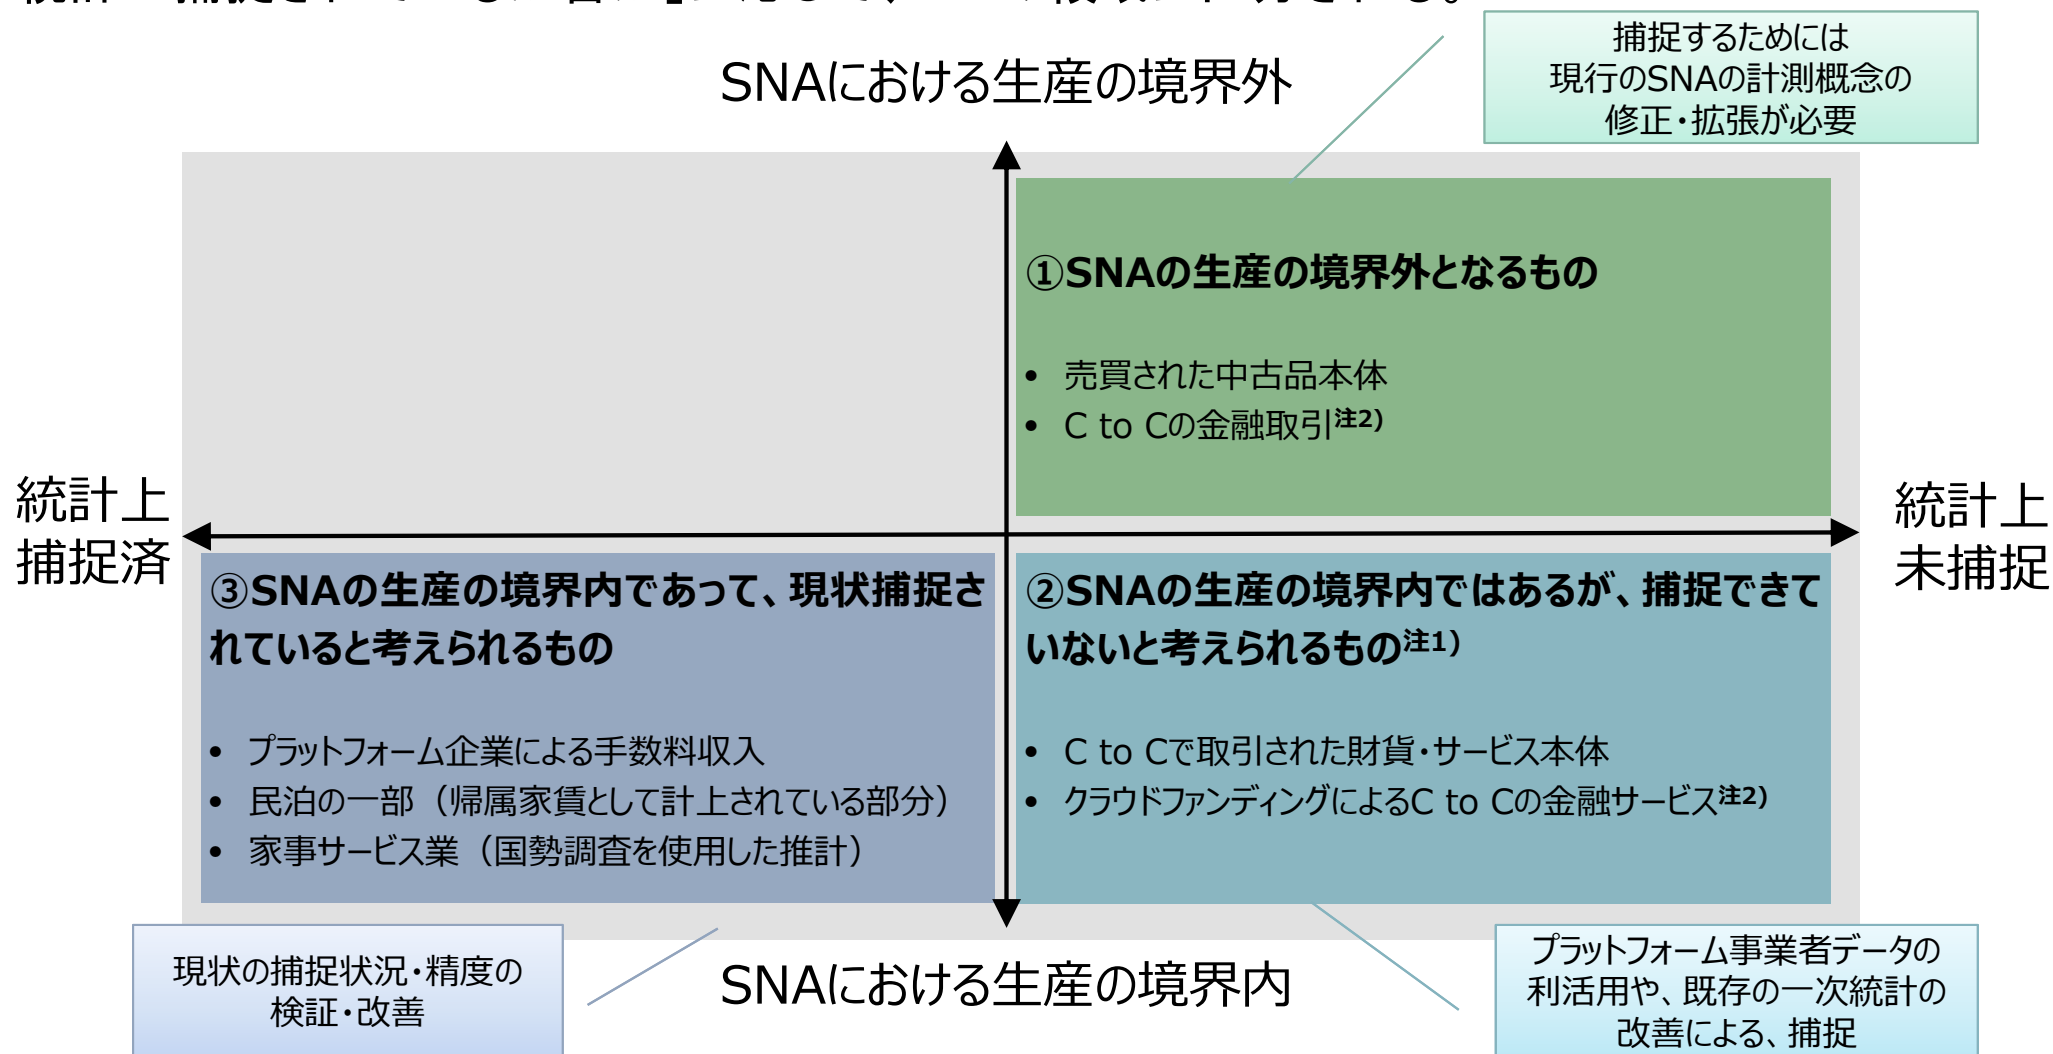 捕捉するためには
現行のSNAの計測概念の
修正・拡張が必要
SNAにおける生産の境界外
①SNAの生産の境界外となるもの
• 売買された中古品本体
• C to Cの金融取引注2)
統計上
捕捉済
統計上
未捕捉
③SNAの生産の境界内であって、現状捕捉さ
れていると考えられるもの
• プラットフォーム企業による手数料収入
• 民泊の一部（帰属家賃として計上されている部分）
• 家事サービス業（国勢調査を使用した推計）
②SNAの生産の境界内ではあるが、捕捉できて
いないと考えられるもの注1)
• C to Cで取引された財貨・サービス本体
• クラウドファンディングによるC to Cの金融サービス注2)
現状の捕捉状況・精度の
検証・改善
SNAにおける生産の境界内
プラットフォーム事業者データの
利活用や、既存の一次統計の
改善による、捕捉